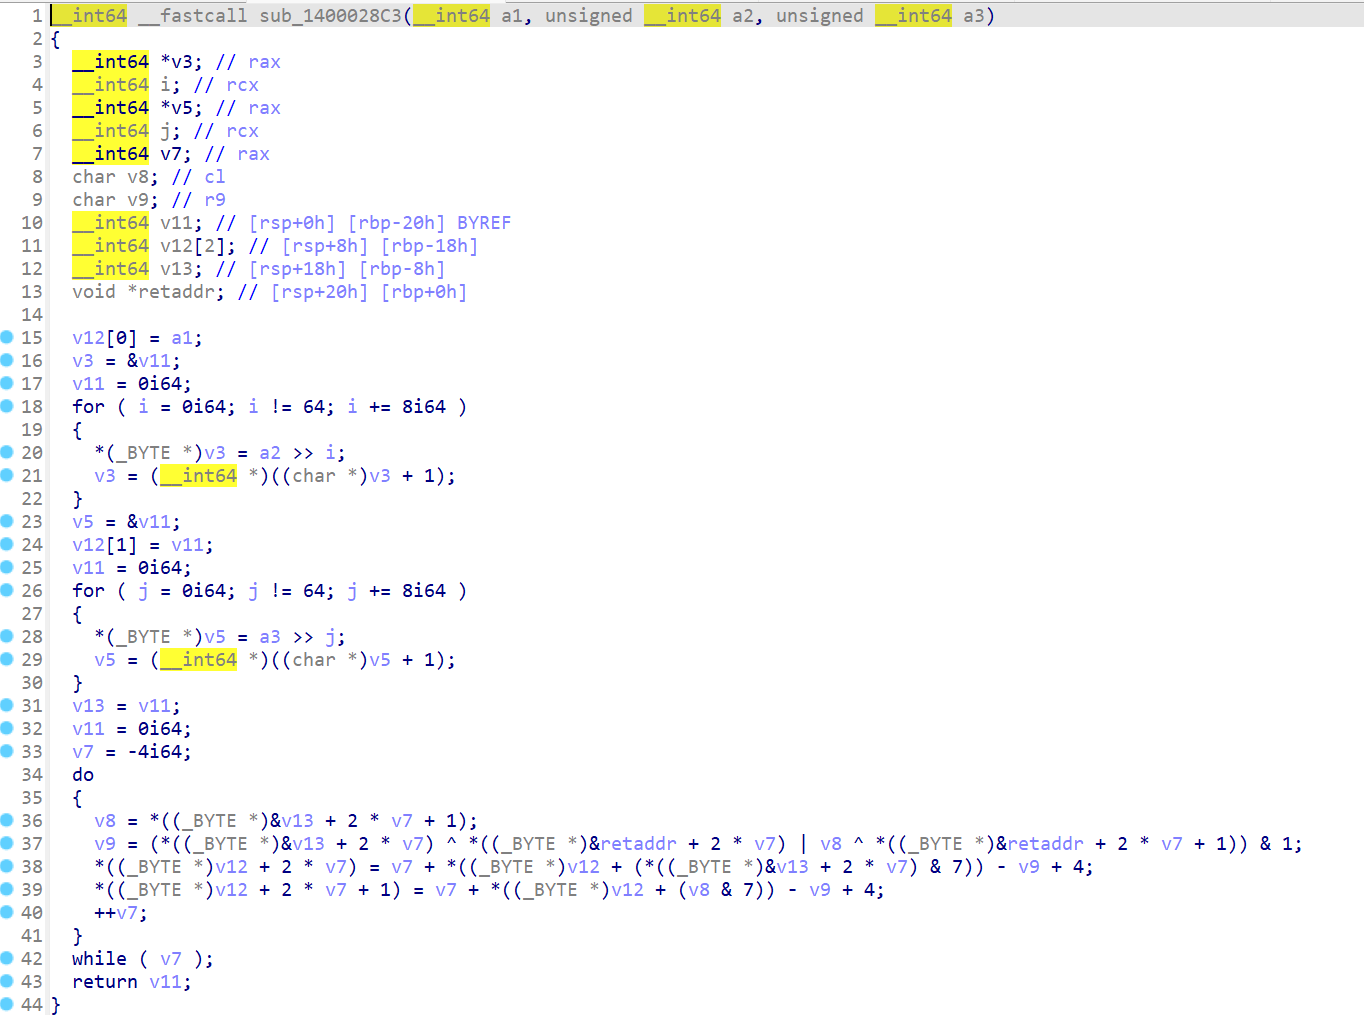 1 __int64 __fastcall sub_1400028C3(__int64 a1, unsigned __int64 a2, unsigned __int64 a3)
2 {
3   __int64 *v3; // rax
4   __int64 i; // rcx
5   __int64 *v5; // rax
6   __int64 j; // rcx
7   __int64 v7; // rax
8   char v8; // cl
9   char v9; // r9
10   __int64 v11; // [rsp+0h] [rbp-20h] BYREF
11   __int64 v12[2]; // [rsp+8h] [rbp-18h]
12   __int64 v13; // [rsp+18h] [rbp-8h]
13   void *retaddr; // [rsp+20h] [rbp+0h]
14
15   v12[0] = a1;
16   v3 = &v11;
17   v11 = 0i64;
18   for ( i = 0i64; i != 64; i += 8i64 )
19   {
20     *(_BYTE *)v3 = a2 >> i;
21     v3 = (__int64 *)((char *)v3 + 1);
22   }
23   v5 = &v11;
24   v12[1] = v11;
25   v11 = 0i64;
26   for ( j = 0i64; j != 64; j += 8i64 )
27   {
28     *(_BYTE *)v5 = a3 >> j;
29     v5 = (__int64 *)((char *)v5 + 1);
30   }
31   v13 = v11;
32   v11 = 0i64;
33   v7 = -4i64;
34   do
35   {
36     v8 = *((_BYTE *)&v13 + 2 * v7 + 1);
37     v9 = (*((_BYTE *)&v13 + 2 * v7) ^ *((_BYTE *)&retaddr + 2 * v7) | v8 ^ *((_BYTE *)&retaddr + 2 * v7 + 1)) & 1;
38     *((_BYTE *)v12 + 2 * v7) = v7 + *((_BYTE *)v12 + (*((_BYTE *)&v13 + 2 * v7) & 7)) - v9 + 4;
39     *((_BYTE *)v12 + 2 * v7 + 1) = v7 + *((_BYTE *)v12 + (v8 & 7)) - v9 + 4;
40     ++v7;
41   }
42   while ( v7 );
43   return v11;
44 }